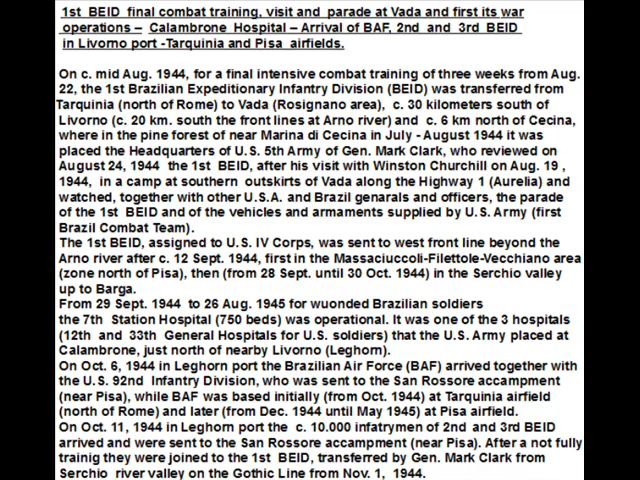 1st BEID final combat training, visit and parade at Vada and first its war
operations – Calambrone Hospital – Arrival of BAF, 2nd and 3rd BEID
in Livorno port -Tarquinia and Pisa airfields.
On c. mid Aug. 1944, for a final intensive combat training of three weeks from Aug.
22, the 1st Brazilian Expeditionary Infantry Division (BEID) was transferred from
Tarquinia (north of Rome) to Vada (Rosignano area), c. 30 kilometers south of
Livorno (c. 20 km. south the front lines at Arno river) and c. 6 km north of Cecina,
where in the pine forest of near Marina di Cecina in July - August 1944 it was
placed the Headquarters of U.S. 5th Army of Gen. Mark Clark, who reviewed on
August 24, 1944 the 1st BEID, after his visit with Winston Churchill on Aug. 19 ,
1944, in a camp at southern outskirts of Vada along the Highway 1 (Aurelia) and
watched, together with other U.S.A. and Brazil genarals and officers, the parade
of the 1st BEID and of the vehicles and armaments supplied by U.S. Army (first
Brazil Combat Team).
The 1st BEID, assigned to U.S. IV Corps, was sent to west front line beyond the
Arno river after c. 12 Sept. 1944, first in the Massaciuccoli-Filettole-Vecchiano area
(zone north of Pisa), then (from 28 Sept. until 30 Oct. 1944) in the Serchio valley
up to Barga.
From 29 Sept. 1944 to 26 Aug. 1945 for wuonded Brazilian soldiers
the 7th Station Hospital (750 beds) was operational. It was one of the 3 hospitals
(12th and 33th General Hospitals for U.S. soldiers) that the U.S. Army placed at
Calambrone, just north of nearby Livorno (Leghorn).
On Oct. 6, 1944 in Leghorn port the Brazilian Air Force (BAF) arrived together with
the U.S. 92nd Infantry Division, who was sent to the San Rossore accampment
(near Pisa), while BAF was based initially (from Oct. 1944) at Tarquinia airfield
(north of Rome) and later (from Dec. 1944 until May 1945) at Pisa airfield.
On Oct. 11, 1944 in Leghorn port the c. 10.000 infatrymen of 2nd and 3rd BEID
arrived and were sent to the San Rossore accampment (near Pisa). After a not fully
trainig they were joined to the 1st BEID, transferred by Gen. Mark Clark from
Serchio river valley on the Gothic Line from Nov. 1, 1944.